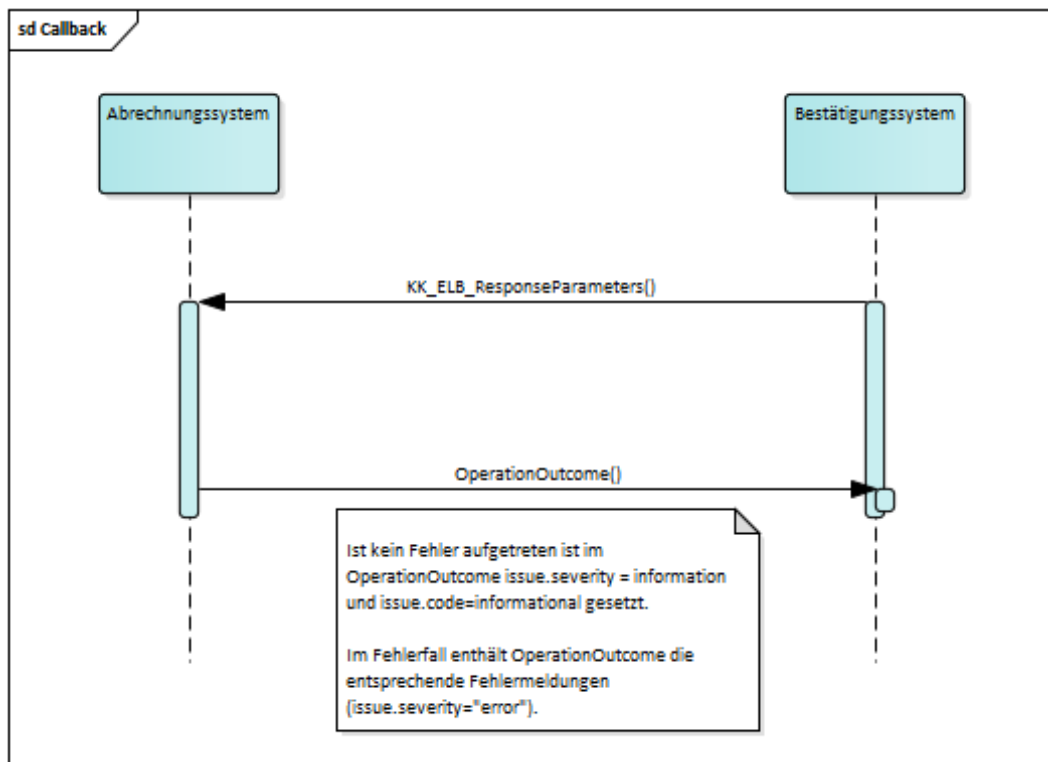 sd Callback
Abrechnungssystem
Bestätigungssystem
KK_ELB_ResponseParameters()
OperationOutcome()
Ist kein Fehler aufgetreten ist im
OperationOutcome issue.severity = information
und issue.code=informational gesetzt.
Im Fehlerfall enthält OperationOutcome die
entsprechende Fehlermeldungen
(issue.severity="error").